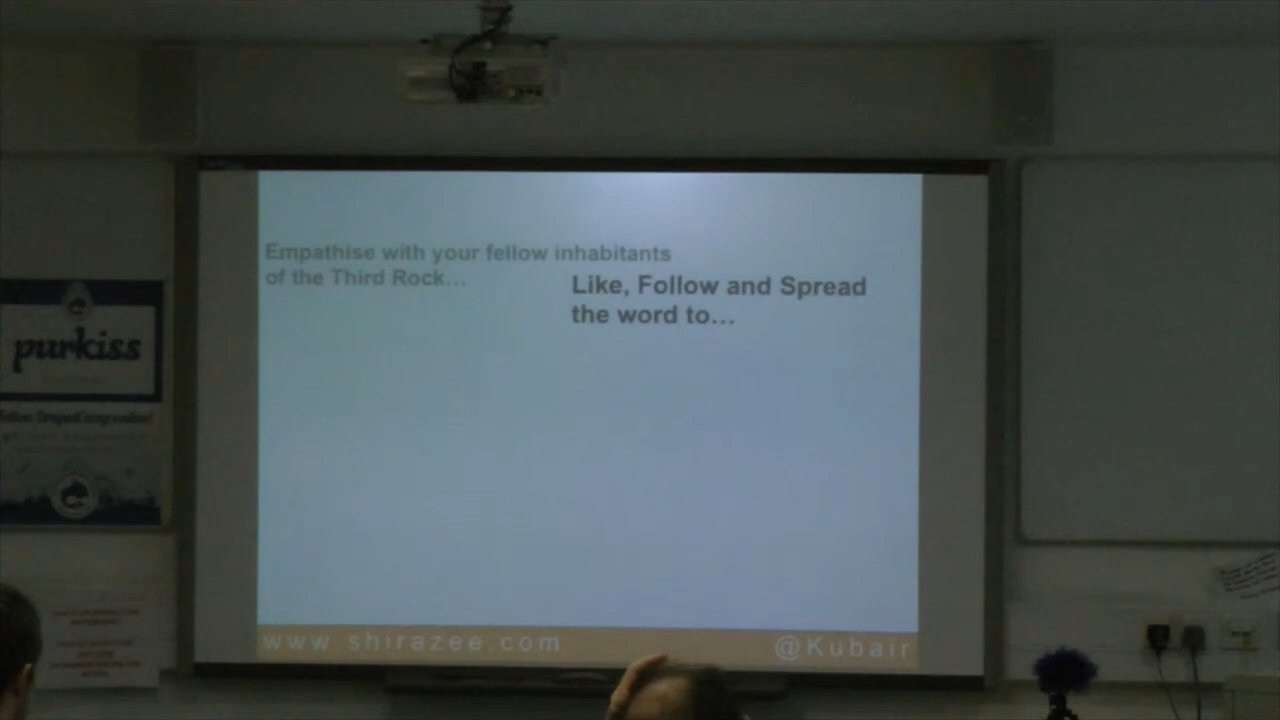 Empathise with your fellow inhabitants
of the Third Rock...
Like, Follow and Spread
the word to...
www shirazee.com
@Kubair
purkiss